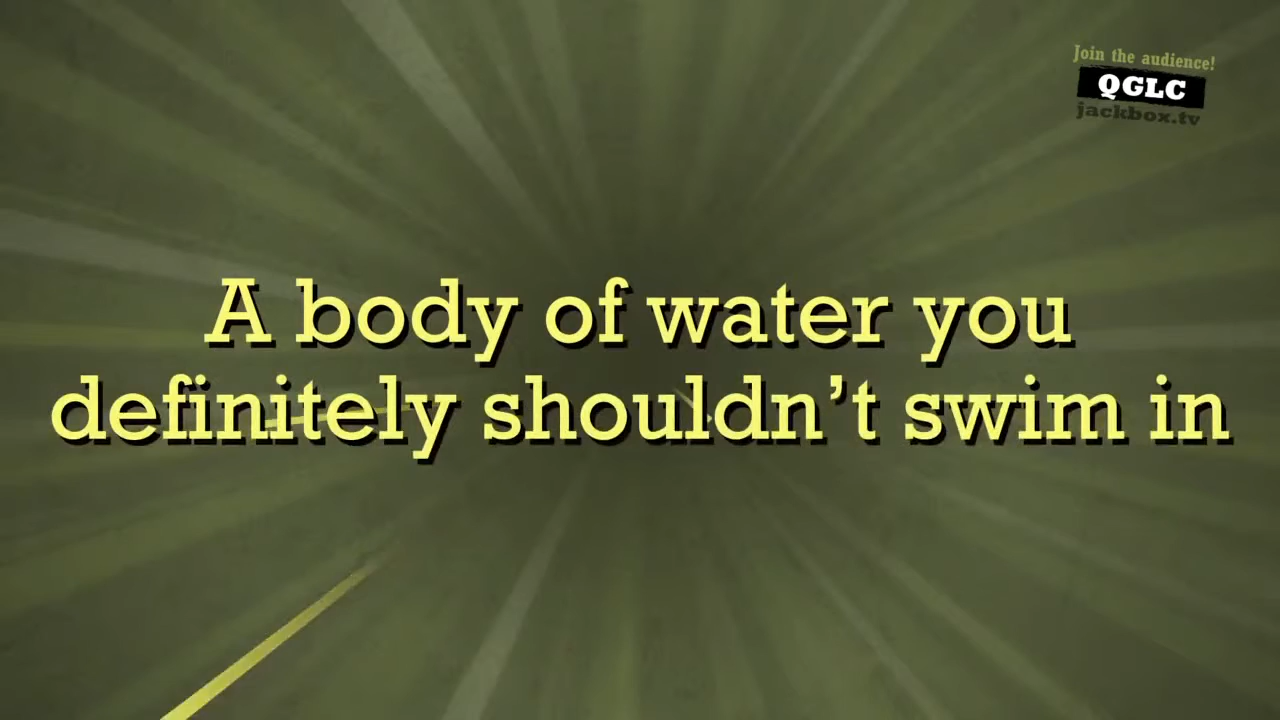 Join the audience!
QGLC
jackbox.tv
A body of water you
definitely shouldn’t swim in